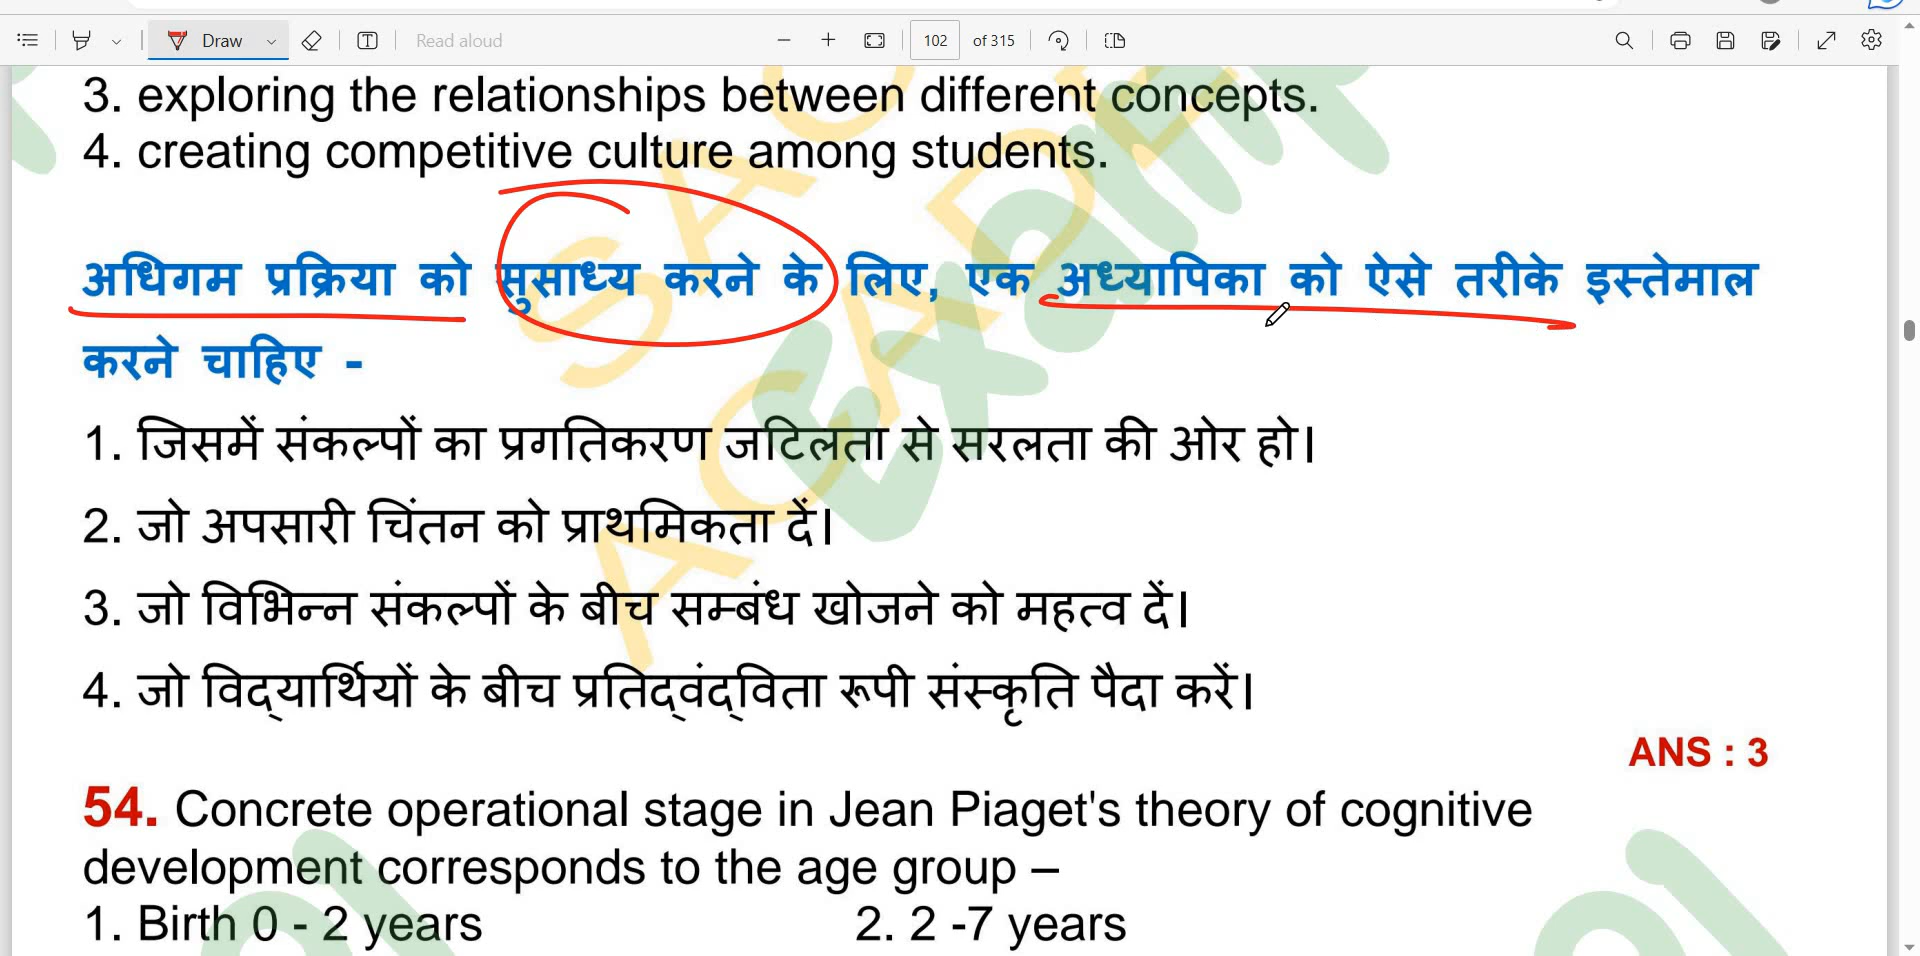 Draw
Read aloud
102
of 315
3. exploring the relationships between different concepts.
4. creating competitive culture among students.
अधिगम प्रक्रिया को सुसाध्य करने के लिए, एक अध्यापिका को ऐसे तरीके इस्तेमाल
करने चाहिए -
1. जिसमें संकल्पों का प्रगतिकरण जटिलता से सरलता की ओर हो।
2. जो अपसारी चिंतन को प्राथमिकता दें।
3. जो विभिन्न संकल्पों के बीच सम्बंध खोजने को महत्व दें।
4. जो विद्यार्थियों के बीच प्रतिद्वंद्विता रूपी संस्कृति पैदा करें।
ANS : 3
54. Concrete operational stage in Jean Piaget's theory of cognitive
development corresponds to the age group –
1. Birth 0 - 2 years 2. 2 -7 years